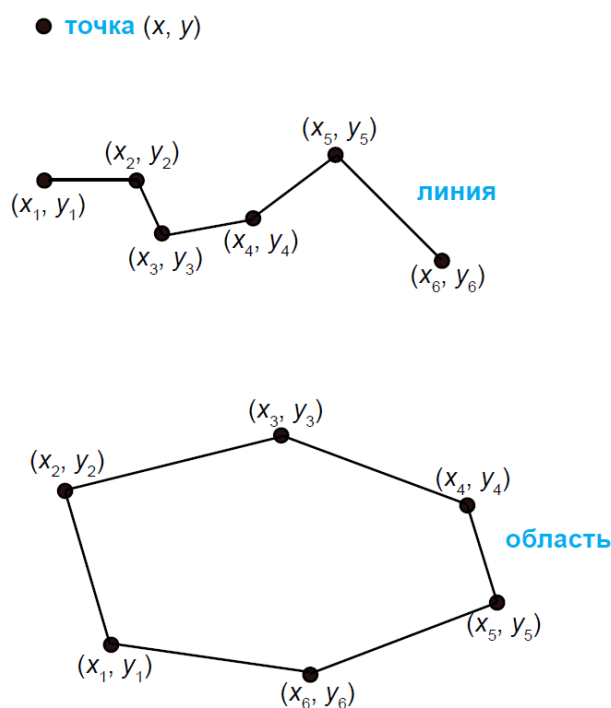 точка (x, y)
(x₅, y₅)
(x₂, y₂)
линия
(x₁, y₁)
(x₄, y₄)
(x₃, y₃)
(x₆, y₆)
(x₃, y₃)
(x₂, y₂)
(x₄, y₄)
область
(x₅, y₅)
(x₁, y₁)
(x₆, y₆)